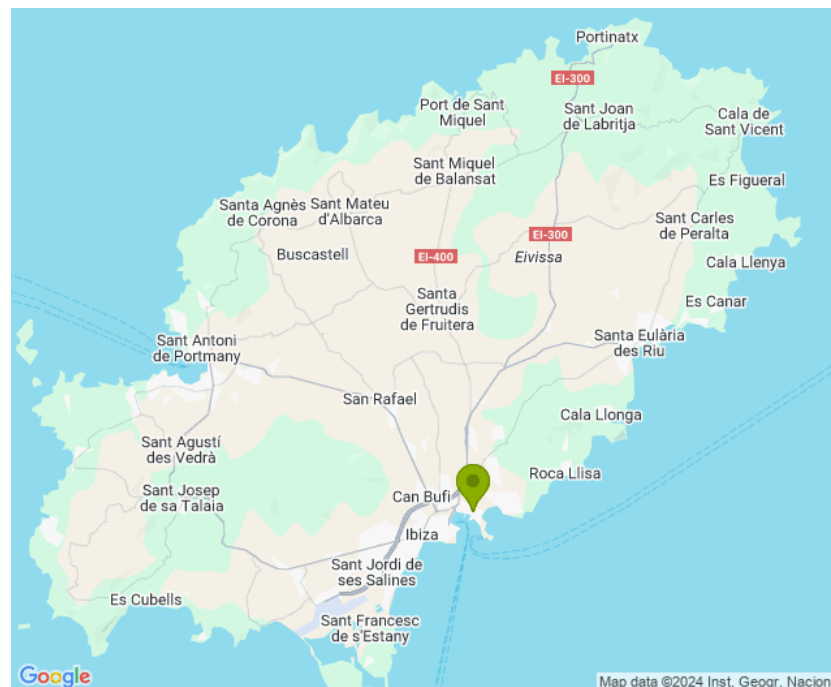 Portinatx
EI-300
Port de Sant
Miquel
Sant Joan
de Labritja
Cala de
Sant Vicent
Sant Miquel
de Balansat
Es Figueral
Santa Agnès
de Corona
Sant Mateu
d'Albarca
Sant Carles
de Peralta
EI-300
Buscastell
EI-400
Eivissa
Cala Llenya
Santa
Gertrudis
de Fruitera
Es Canar
Sant Antoni
de Portmany
Santa Eulària
des Riu
San Rafael
Cala Llonga
Sant Agustí
des Vedrà
Roca Llisa
Sant Josep
de sa Talaia
Can Bufí
Ibiza
Sant Jordi de
ses Salines
Es Cubells
Sant Francesc
de s'Estany
Google
Map data ©2024 Inst. Geogr. Nacion